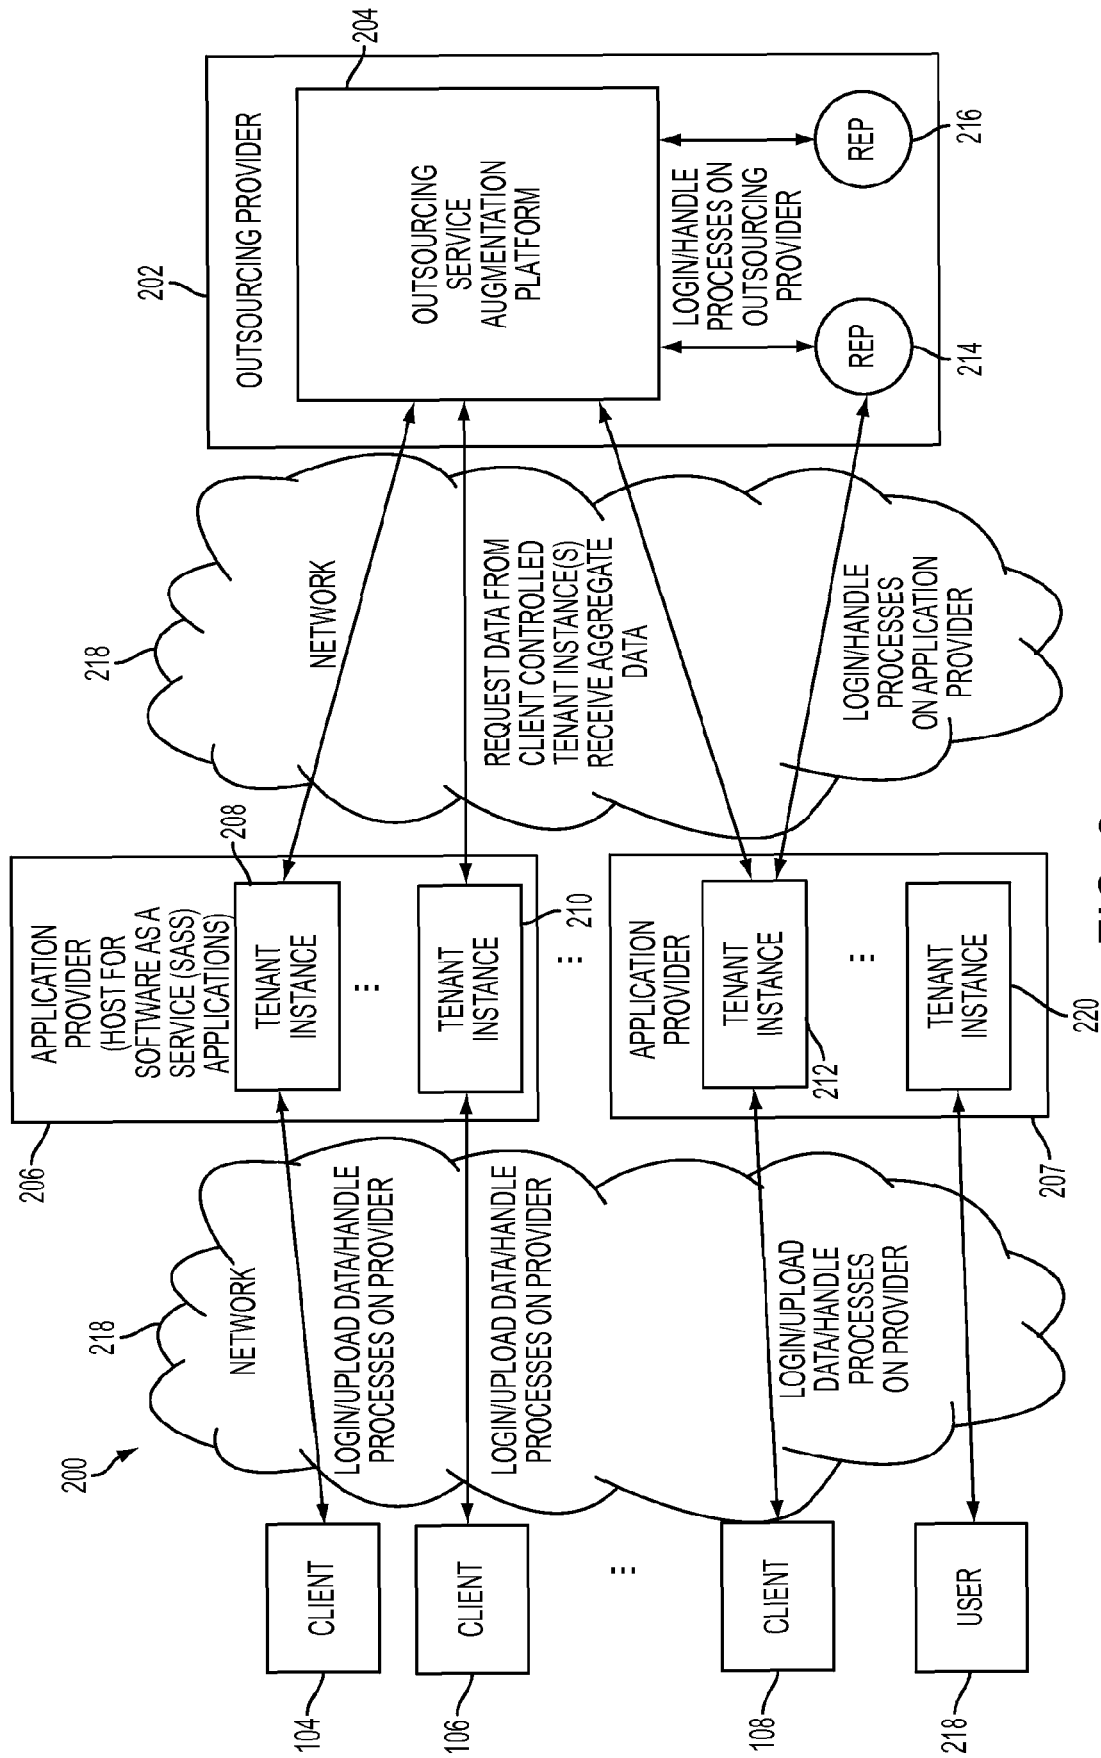 200
218
NETWORK
LOGIN/UPLOAD DATA/HANDLE
PROCESSES ON PROVIDER
LOGIN/UPLOAD DATA/HANDLE
PROCESSES ON PROVIDER
LOGIN/UPLOAD
DATA/HANDLE
PROCESSES
ON PROVIDER
CLIENT
104
CLIENT
106
...
CLIENT
108
USER
218
206
APPLICATION
PROVIDER
(HOST FOR
SOFTWARE AS A
SERVICE (SASS)
APPLICATIONS)
208
TENANT
INSTANCE
...
TENANT
INSTANCE
210
...
APPLICATION
PROVIDER
TENANT
INSTANCE
212
...
TENANT
INSTANCE
220
207
218
NETWORK
REQUEST DATA FROM
CLIENT CONTROLLED
TENANT INSTANCE(S)
RECEIVE AGGREGATE
DATA
LOGIN/HANDLE
PROCESSES
ON APPLICATION
PROVIDER
202
OUTSOURCING PROVIDER
204
OUTSOURCING
SERVICE
AUGMENTATION
PLATFORM
LOGIN/HANDLE
PROCESSES ON
OUTSOURCING
PROVIDER
REP
214
REP
216